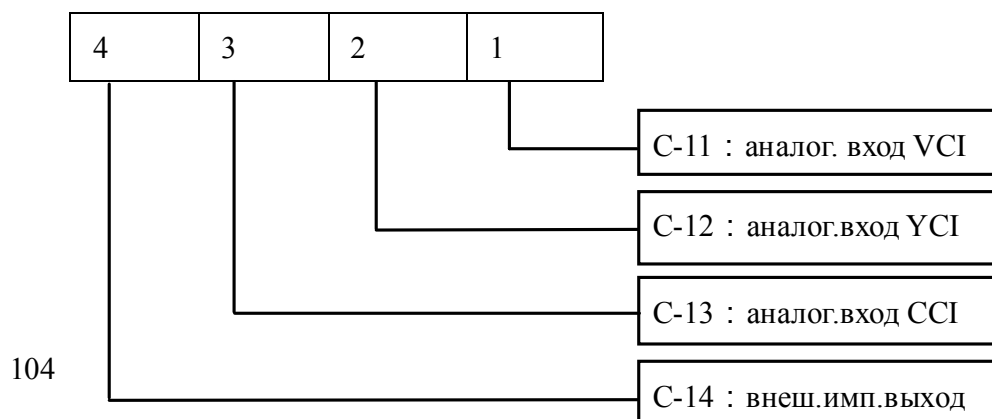 4 3 2 1
C-11：аналог. вход VCI
C-12：аналог.вход YCI
C-13：аналог.вход CCI
104
C-14：внеш.имп.выход